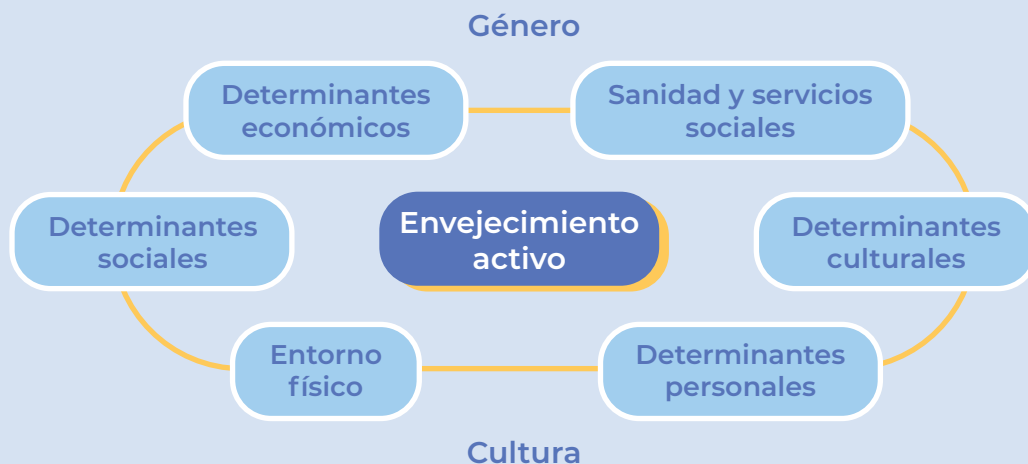 Género
Determinantes
económicos
Sanidad y servicios
sociales
Determinantes
sociales
Envejecimiento
activo
Determinantes
culturales
Entorno
físico
Determinantes
personales
Cultura